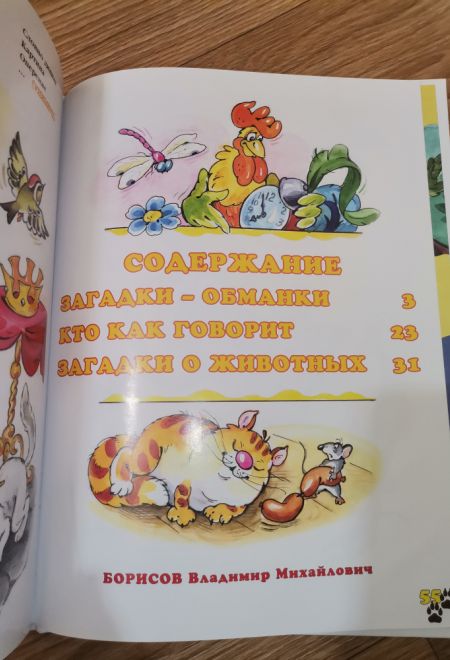 СОДЕРЖАНИЕ
ЗАГАДКИ – ОБМАНКИ 3
КТО КАК ГОВОРИТ 23
ЗАГАДКИ О ЖИВОТНЫХ 31
БОРИСОВ Владимир Михайлович
55